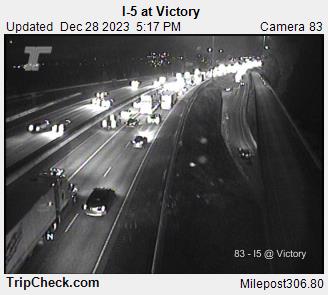 I-5 at Victory
Updated Dec 28 2023 5:17 PM Camera 83
T
N
83 - I5 @ Victory
TripCheck.com Milepost306.80